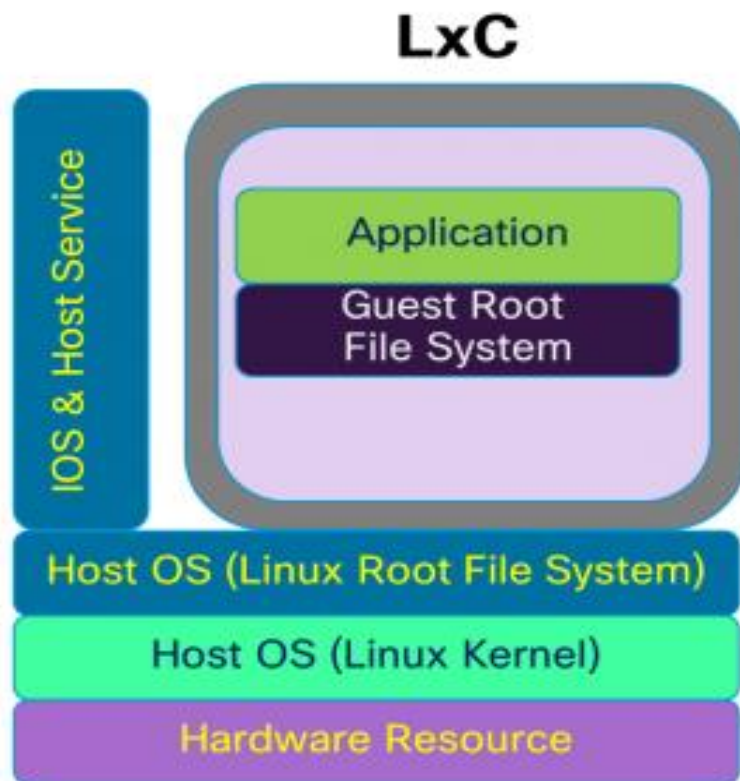 LxC
IOS & Host Service
Application
Guest Root
File System
Host OS (Linux Root File System)
Host OS (Linux Kernel)
Hardware Resource